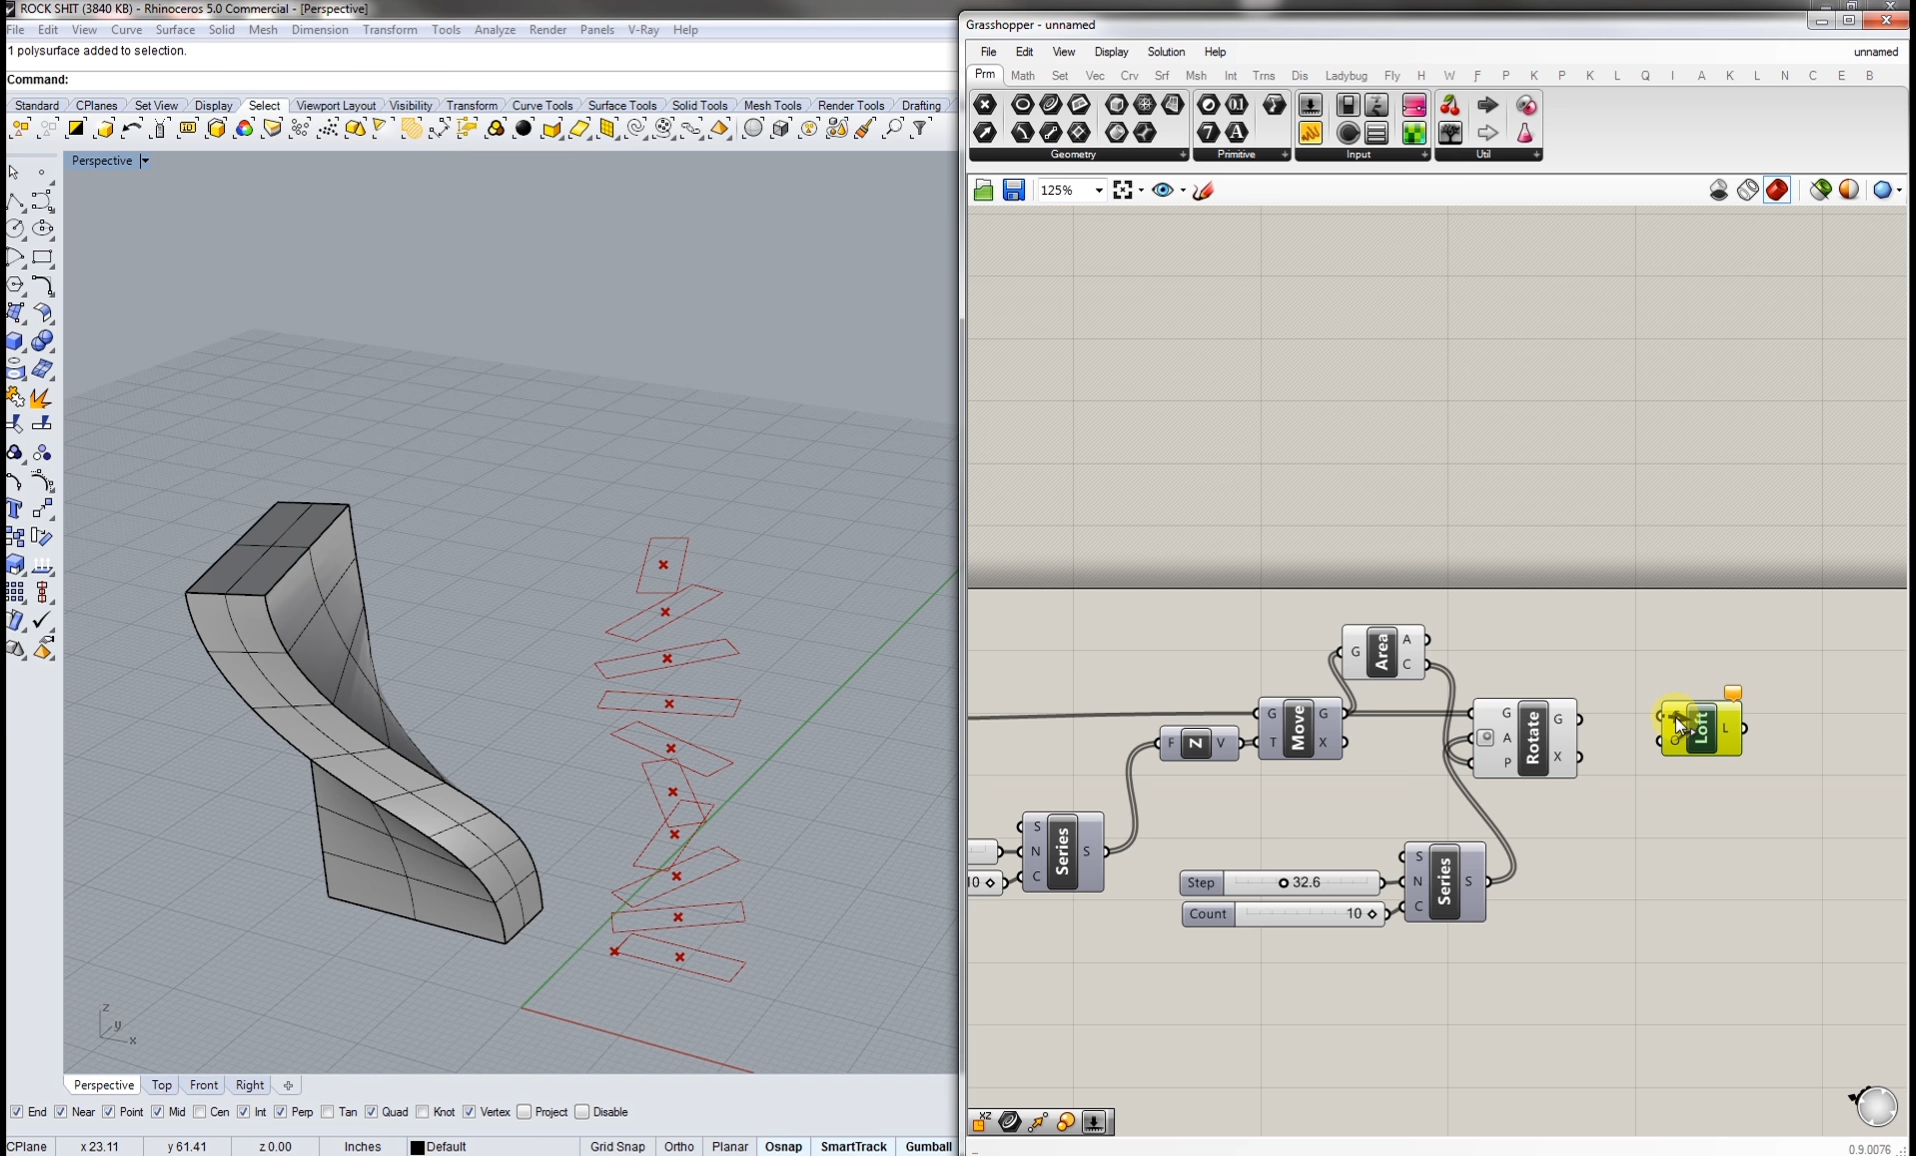 ROCK SHIT (3840 KB) - Rhinoceros 5.0 Commercial - [Perspective]
File Edit View Curve Surface Solid Mesh Dimension Transform Tools Analyze Render Panels V-Ray Help
1 polysurface added to selection.
Command:
Standard CPlanes Set View Display Select Viewport Layout Visibility Transform Curve Tools Surface Tools Solid Tools Mesh Tools Render Tools Drafting
Perspective
z
y
x
Perspective Top Front Right
End Near Point Mid Cen Int Perp Tan Quad Knot Vertex Project Disable
CPlane x 23.11 y 61.41 z 0.00 Inches Default Grid Snap Ortho Planar Osnap SmartTrack Gumball
Grasshopper - unnamed
File Edit View Display Solution Help unnamed
Prm Math Set Vec Crv Srf Msh Int Trns Dis Ladybug Fly H W F P K P K L Q I A K L N C E B
Geometry Primitive Input Util
125%
Area G A C
Move G T G X
Z F V
Rotate G A P G X
Loft L
Series S N C S
10
Step 32.6
Count 10
Series S N C S
XZ
0.9.0076